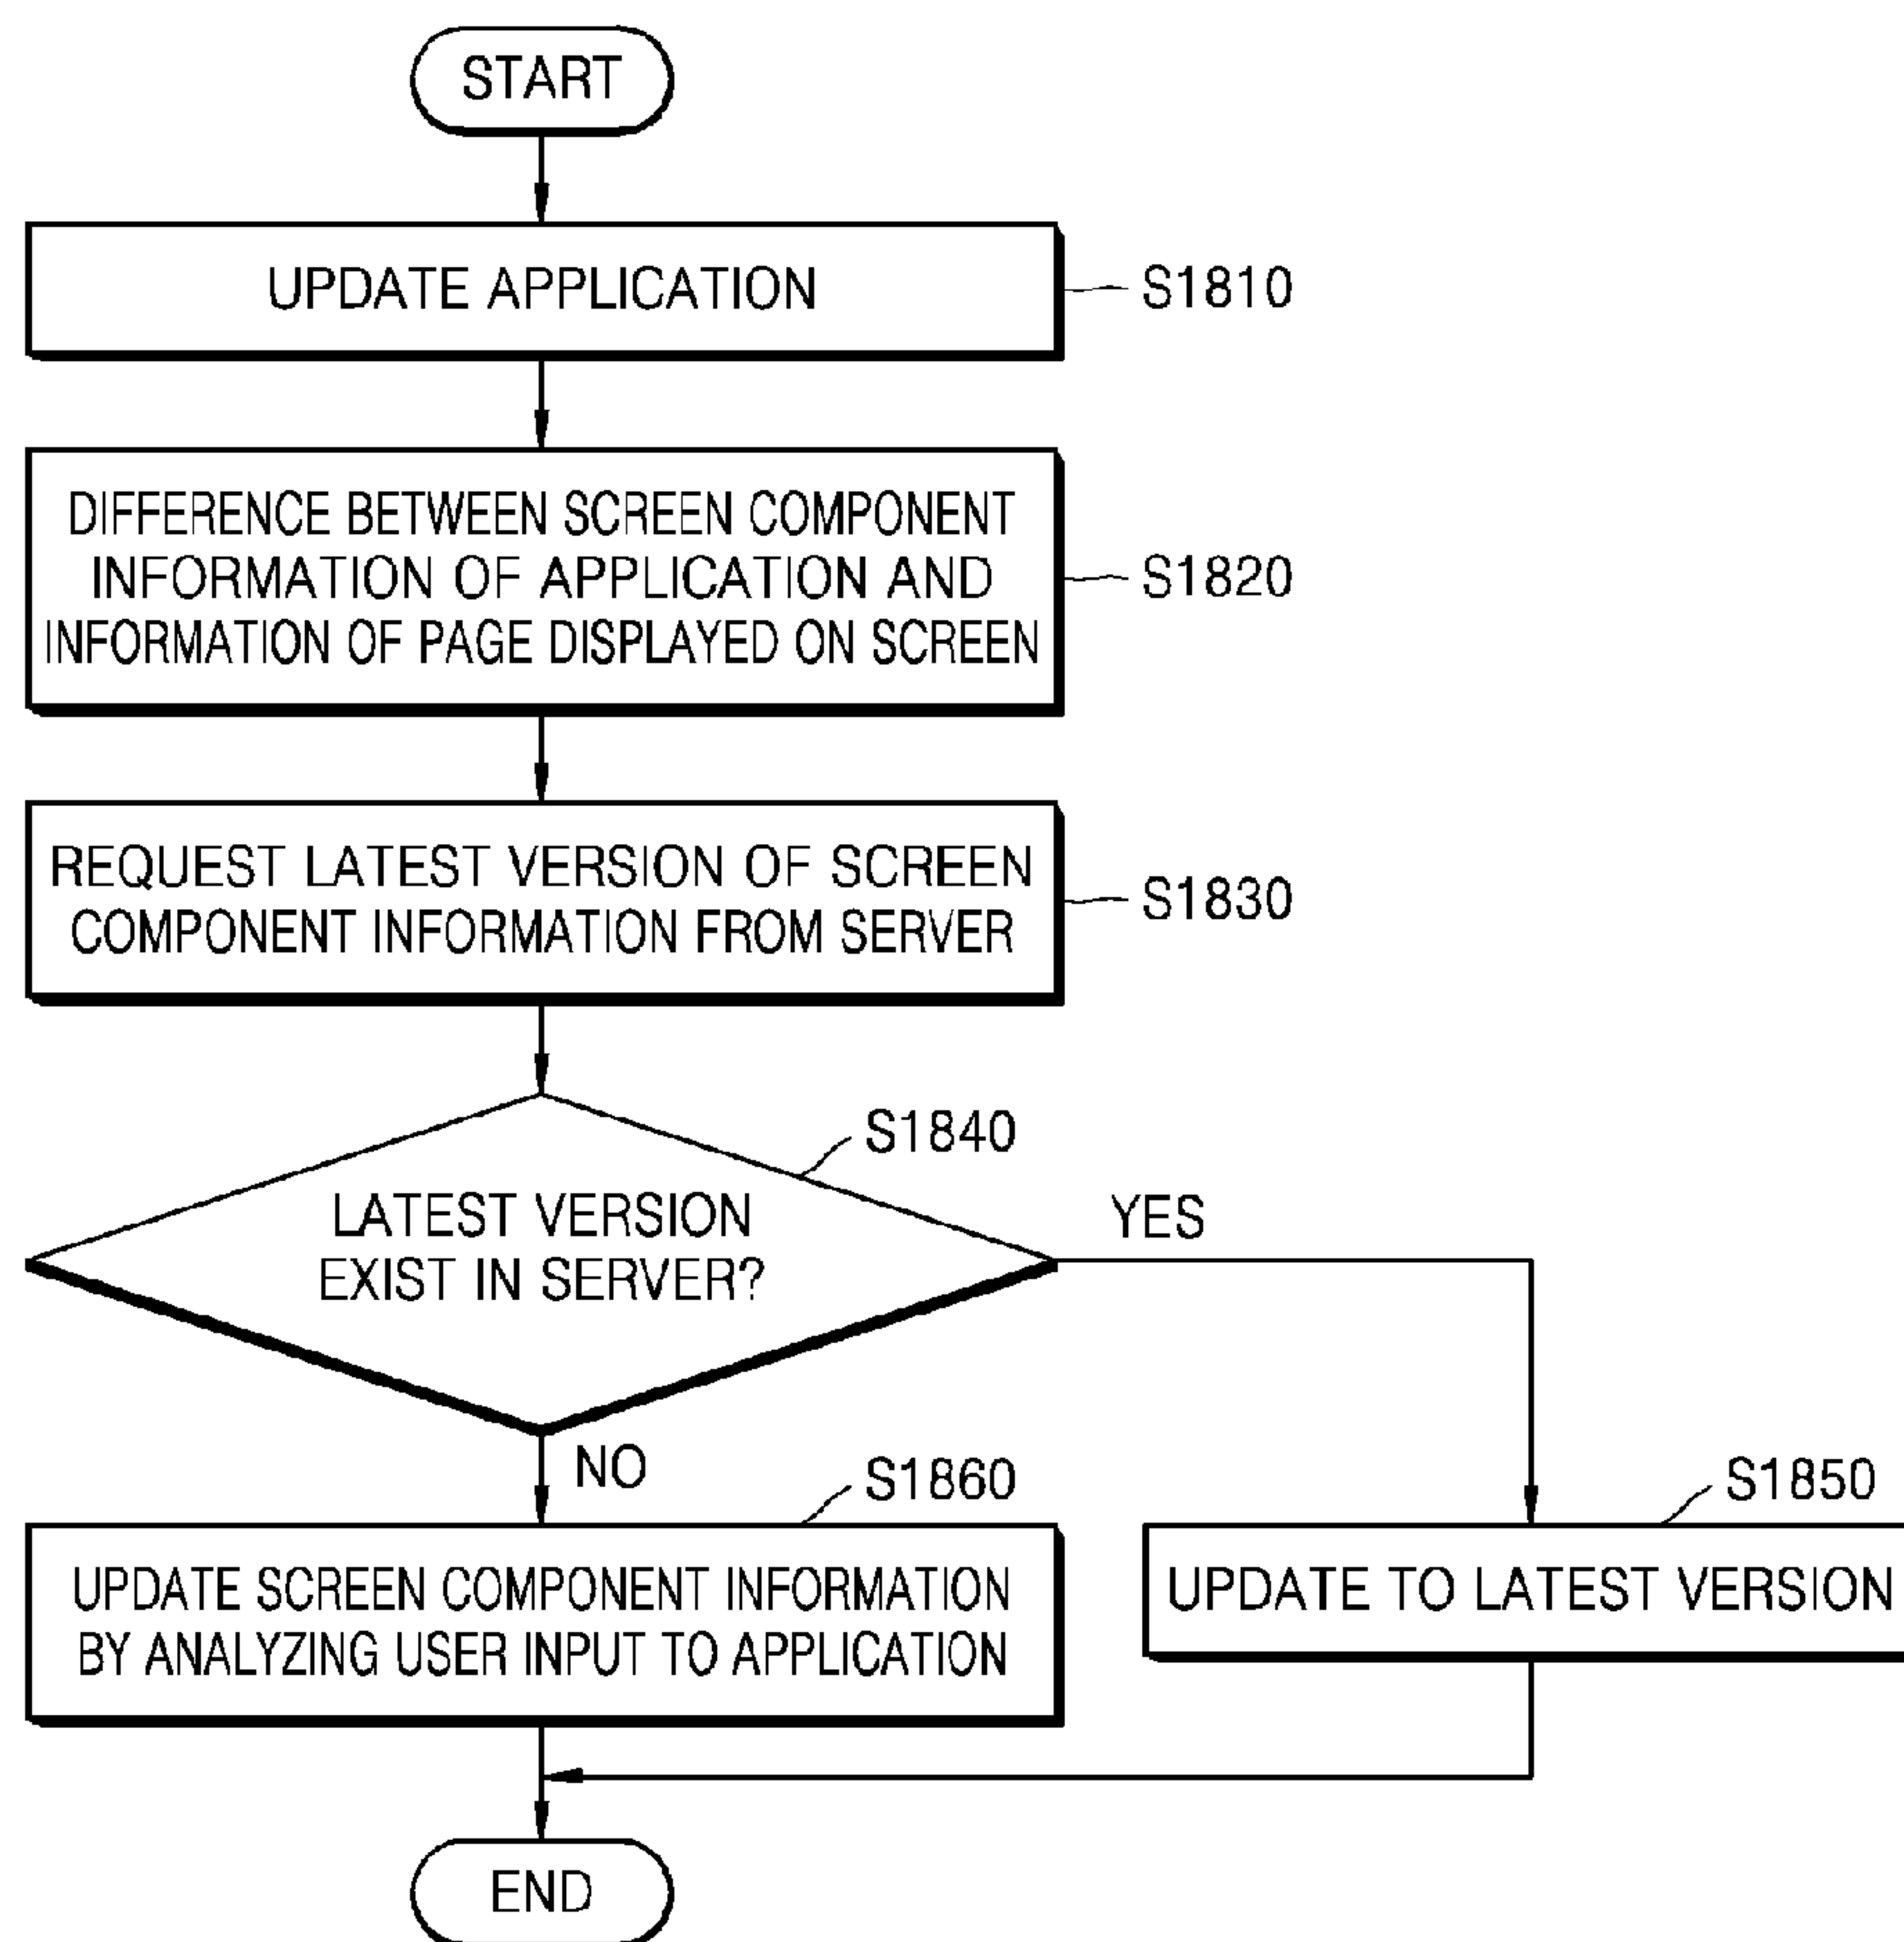 START
UPDATE APPLICATION
S1810
DIFFERENCE BETWEEN SCREEN COMPONENT
INFORMATION OF APPLICATION AND
INFORMATION OF PAGE DISPLAYED ON SCREEN
S1820
REQUEST LATEST VERSION OF SCREEN
COMPONENT INFORMATION FROM SERVER
S1830
S1840
LATEST VERSION
EXIST IN SERVER?
YES
NO
S1860
UPDATE SCREEN COMPONENT INFORMATION
BY ANALYZING USER INPUT TO APPLICATION
S1850
UPDATE TO LATEST VERSION
END